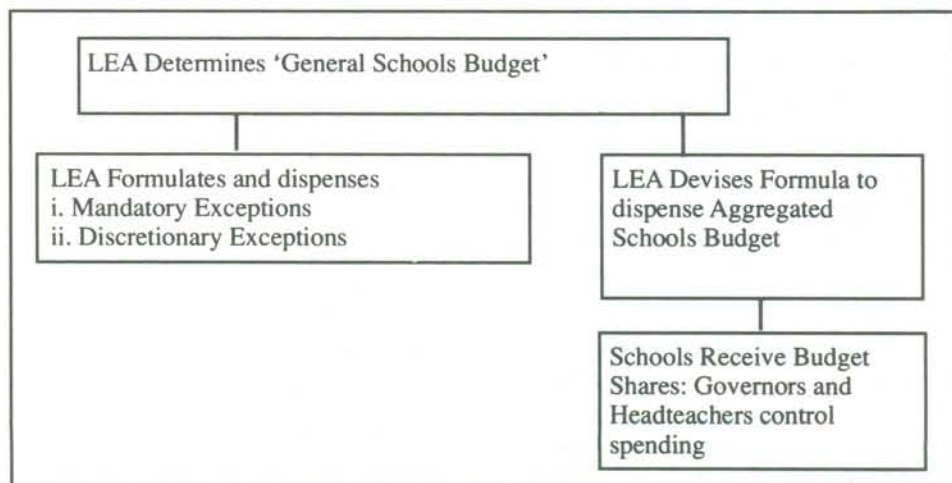 LEA Determines ‘General Schools Budget’
LEA Formulates and dispenses
i. Mandatory Exceptions
ii. Discretionary Exceptions
LEA Devises Formula to
dispense Aggregated
Schools Budget
Schools Receive Budget
Shares: Governors and
Headteachers control
spending